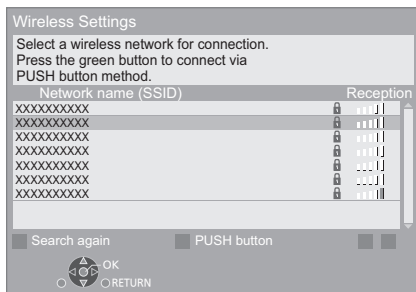 Wireless Settings
Select a wireless network for connection.
Press the green button to connect via
PUSH button method.
Network name (SSID) Reception
XXXXXXXXXX
XXXXXXXXXX
XXXXXXXXXX
XXXXXXXXXX
XXXXXXXXXX
XXXXXXXXXX
XXXXXXXXXX
Search again PUSH button
OK
RETURN